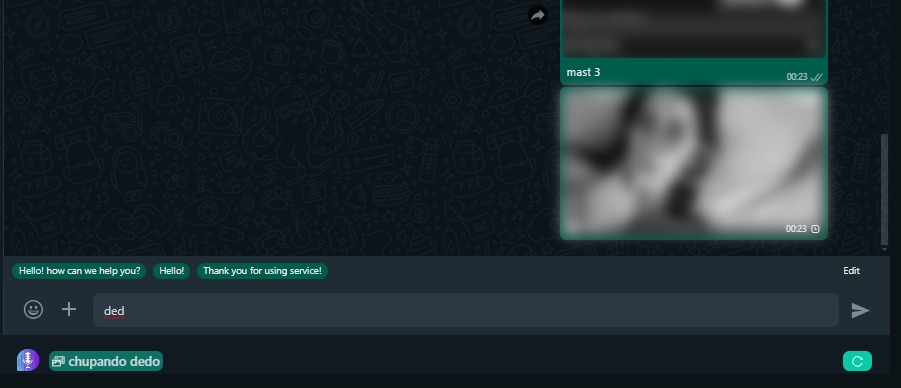 mast 3
00:23
00:23
Hello! how can we help you? Hello! Thank you for using service! Edit
ded
chupando dedo